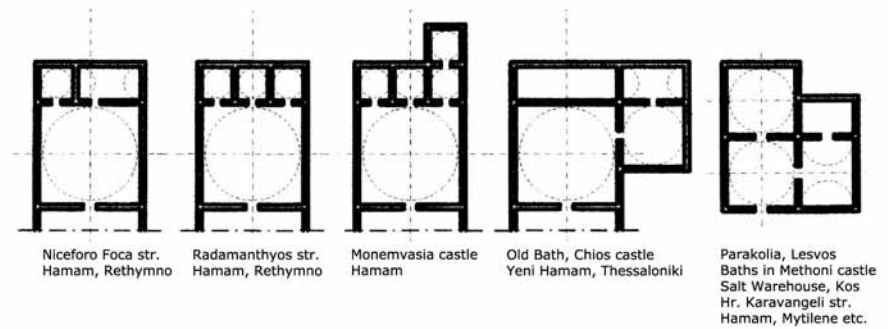 Niceforo Foca str.
Hamam, Rethymno
Radamanthyos str.
Hamam, Rethymno
Monemvasia castle
Hamam
Old Bath, Chios castle
Yeni Hamam, Thessaloniki
Parakolia, Lesvos
Baths in Methoni castle
Salt Warehouse, Kos
Hr. Karavangeli str.
Hamam, Mytilene etc.